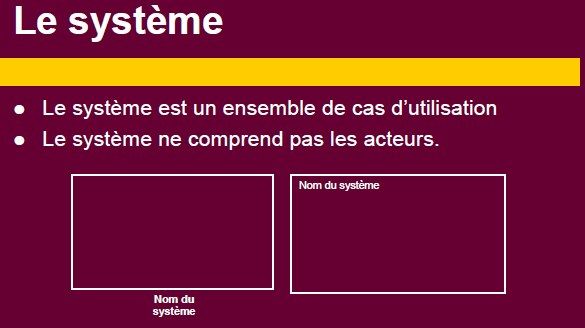 Le système
Le système est un ensemble de cas d’utilisation
Le système ne comprend pas les acteurs.
Nom du
système
Nom du système